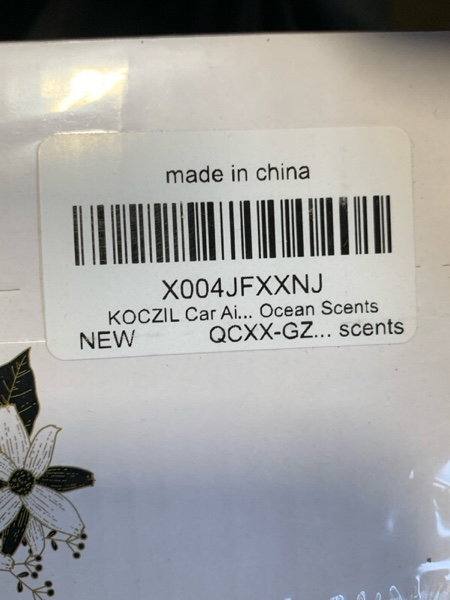 made in china
X004JFXXNJ
KOCZIL Car Ai... Ocean Scents
NEW QCXX-GZ... scents